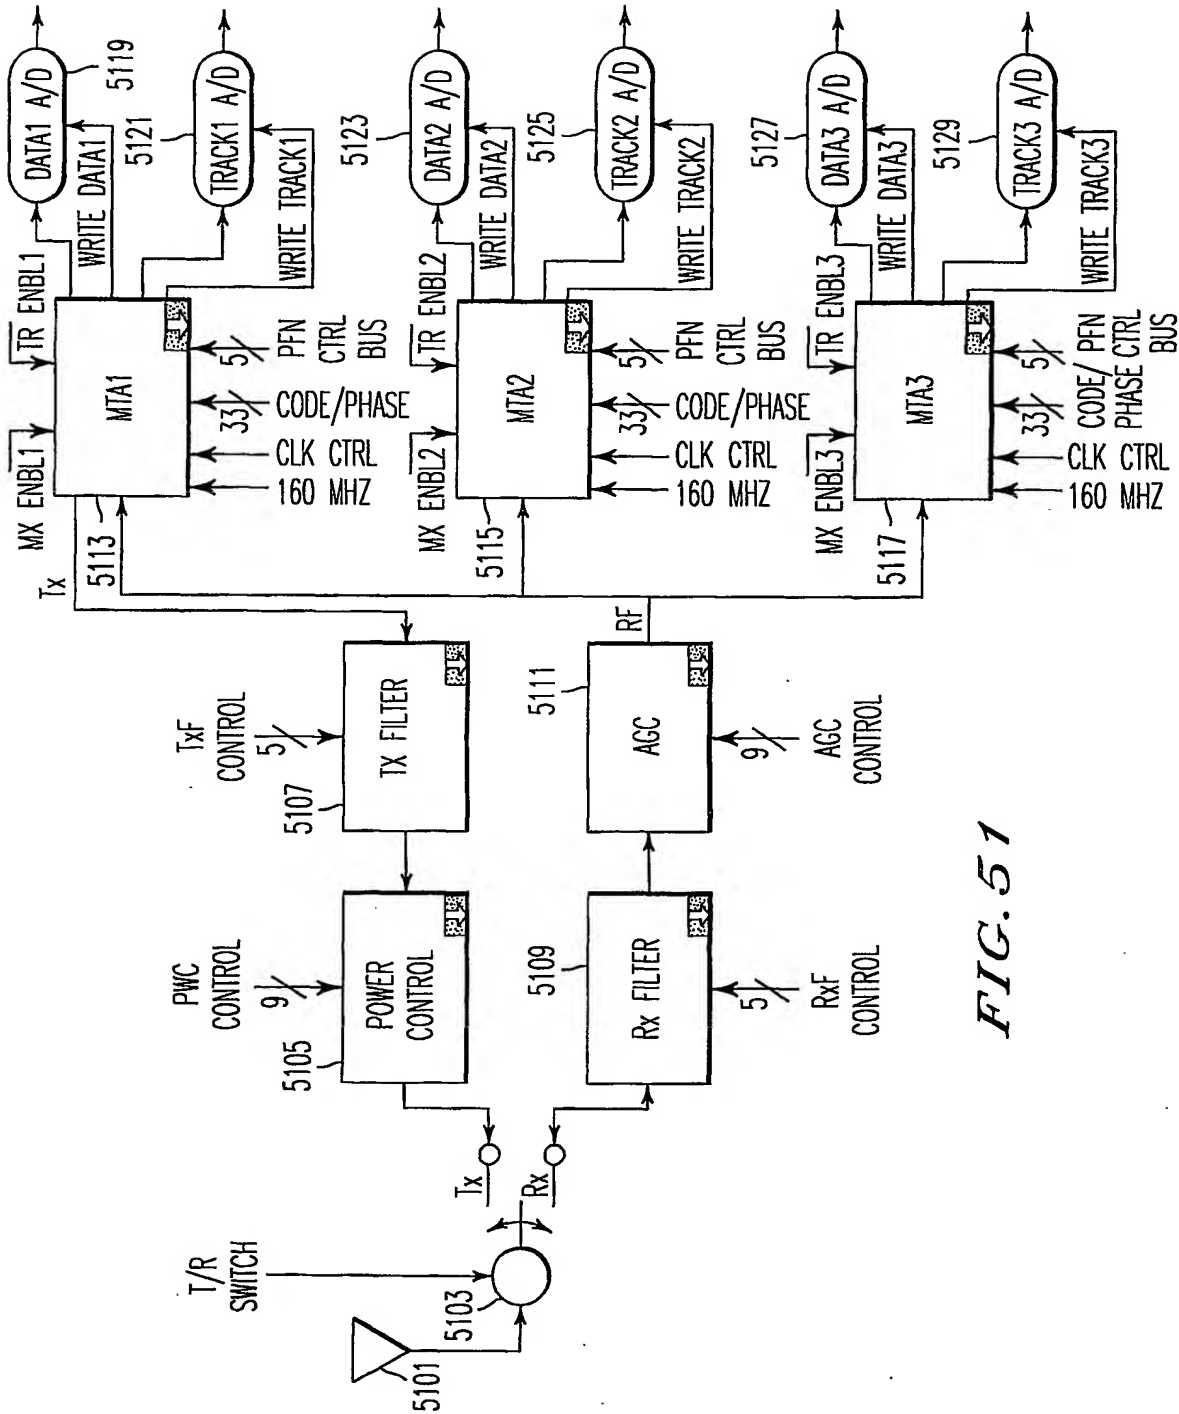 5101
T/R
SWITCH
5103
Tx
Rx
PWC
CONTROL
9
5105
POWER
CONTROL
5109
Rx FILTER
5
RxF
CONTROL
TxF
CONTROL
5
5107
TX FILTER
5111
AGC
9
AGC
CONTROL
RF
Tx
MX ENBL1
TR ENBL1
5113
MTA1
160 MHZ
CLK CTRL
33
CODE/PHASE
5
PFN
CTRL
BUS
WRITE DATA1
WRITE TRACK1
DATA1 A/D
5119
5121
TRACK1 A/D
MX ENBL2
TR ENBL2
5115
MTA2
160 MHZ
CLK CTRL
33
CODE/PHASE
5
PFN
CTRL
BUS
WRITE DATA2
WRITE TRACK2
5123
DATA2 A/D
5125
TRACK2 A/D
MX ENBL3
TR ENBL3
5117
MTA3
160 MHZ
CLK CTRL
33
CODE/
PHASE
5
PFN
CTRL
BUS
WRITE DATA3
WRITE TRACK3
5127
DATA3 A/D
5129
TRACK3 A/D
FIG. 51